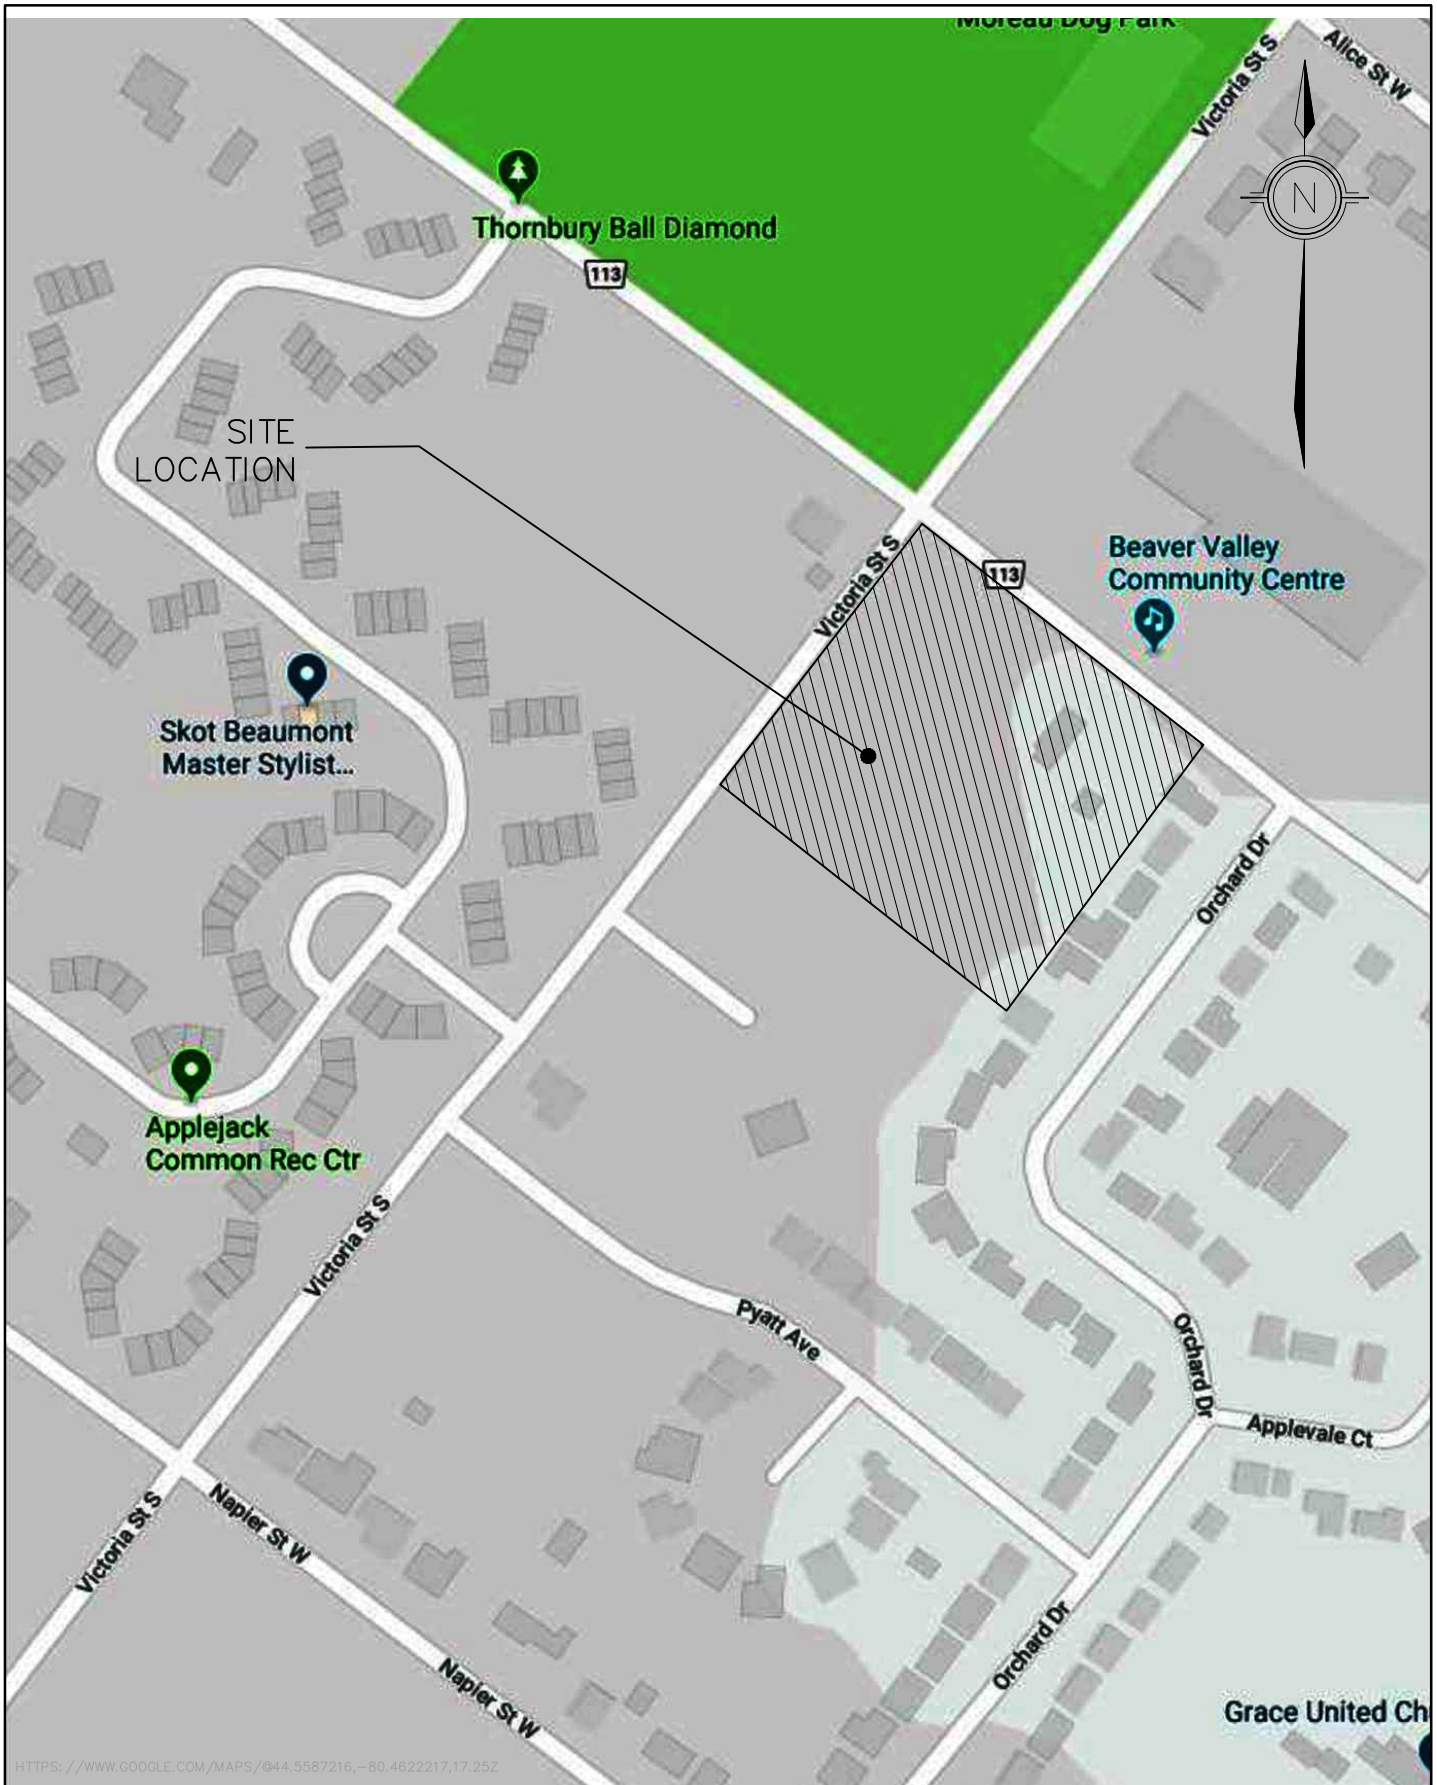 Moreau Dog Park
Alice St W
Victoria St S
N
Thornbury Ball Diamond
113
SITE
LOCATION
Victoria St S
113
Beaver Valley
Community Centre
Skot Beaumont
Master Stylist...
Orchard Dr
Applejack
Common Rec Ctr
Victoria St S
Pyatt Ave
Orchard Dr
Applevale Ct
Victoria St S
Napier St W
Orchard Dr
Napier St W
Grace United Ch
HTTPS://WWW.GOOGLE.COM/MAPS/@44.5587216,-80.4622217,17.25Z